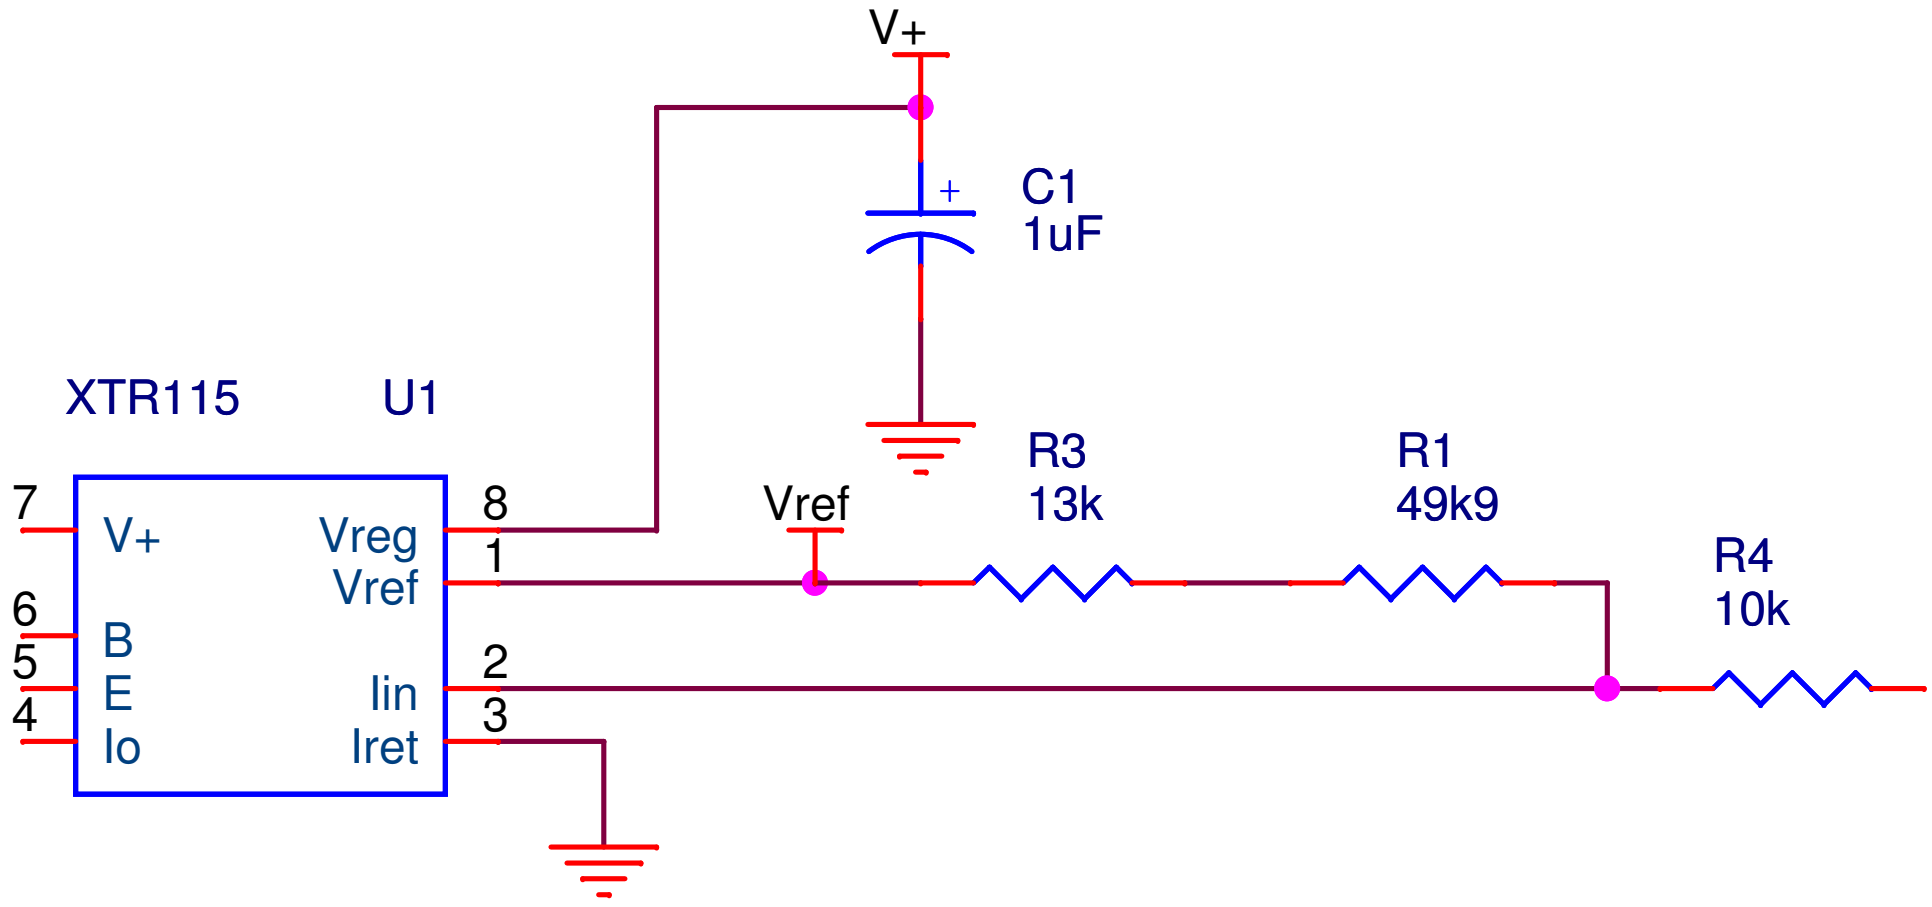 V+
+
C1
1uF
XTR115
U1
R3
13k
R1
49k9
7
V+
Vreg
8
Vref
1
Vref
R4
10k
6
B
5
E
Iin
2
4
Io
Iret
3